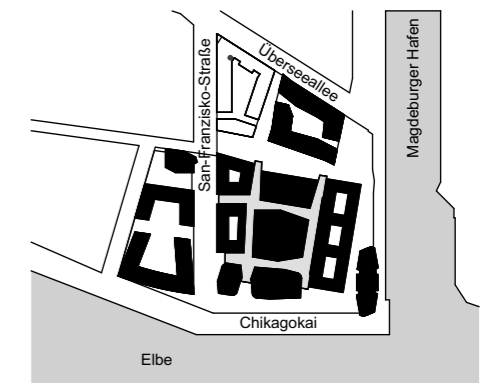 Überseeallee
San-Franzisko-Straße
Magdeburger Hafen
Chikagokai
Elbe